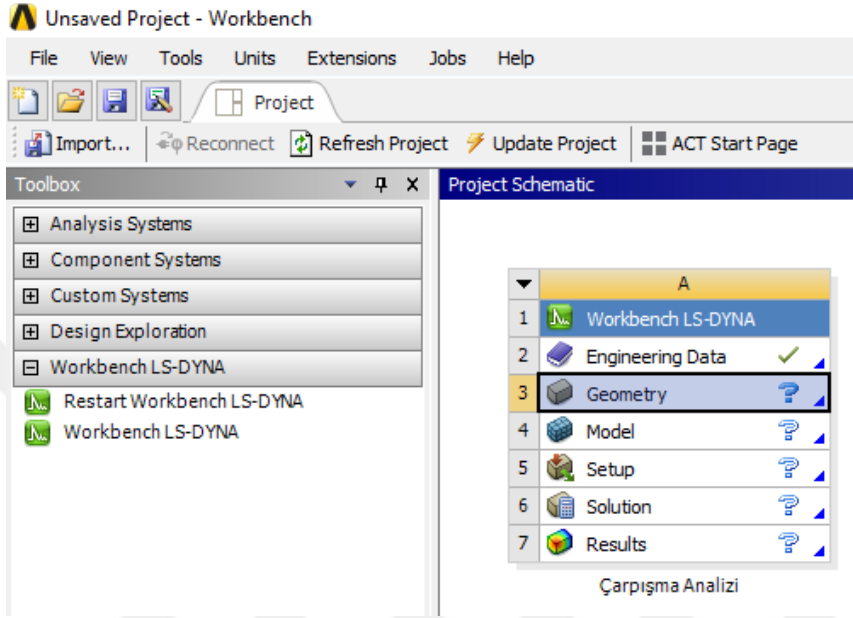 Unsaved Project - Workbench
File View Tools Units Extensions Jobs Help
Project
Import... Reconnect Refresh Project Update Project ACT Start Page
Toolbox
Analysis Systems
Component Systems
Custom Systems
Design Exploration
Workbench LS-DYNA
Restart Workbench LS-DYNA
Workbench LS-DYNA
Project Schematic
A
1 Workbench LS-DYNA
2 Engineering Data
3 Geometry
4 Model
5 Setup
6 Solution
7 Results
Çarpışma Analizi